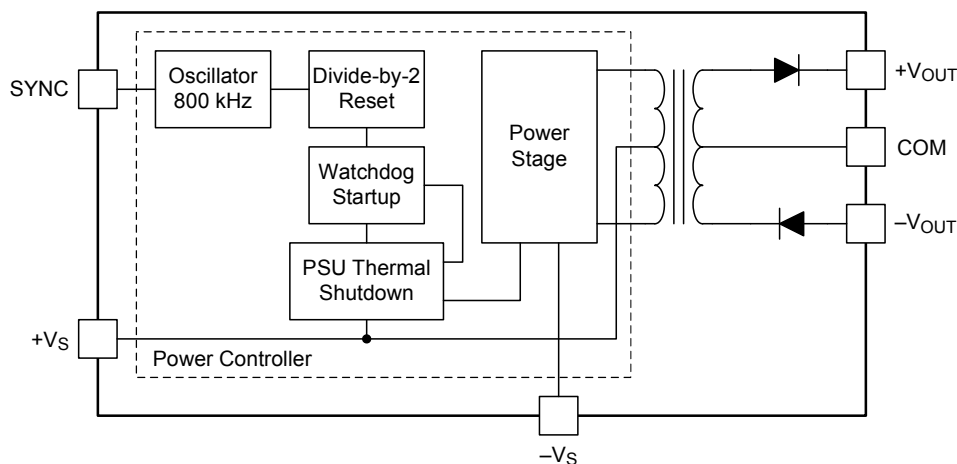 SYNC
Oscillator
800 kHz
Divide-by-2
Reset
Watchdog
Startup
PSU Thermal
Shutdown
Power
Stage
+VOUT
COM
–VOUT
+VS
Power Controller
–VS